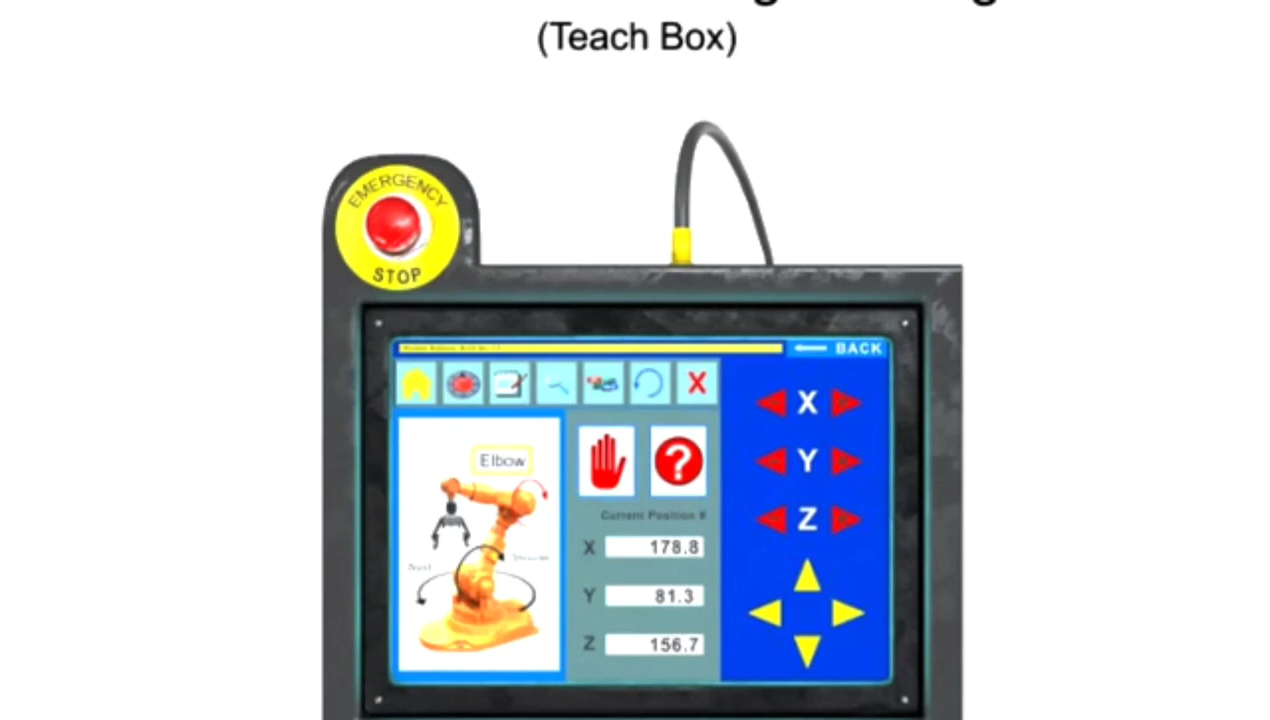 (Teach Box)
EMERGENCY
STOP
BACK
X
X
Elbow
Y
Z
Current Position #
X 178.8
Y 81.3
Z 156.7